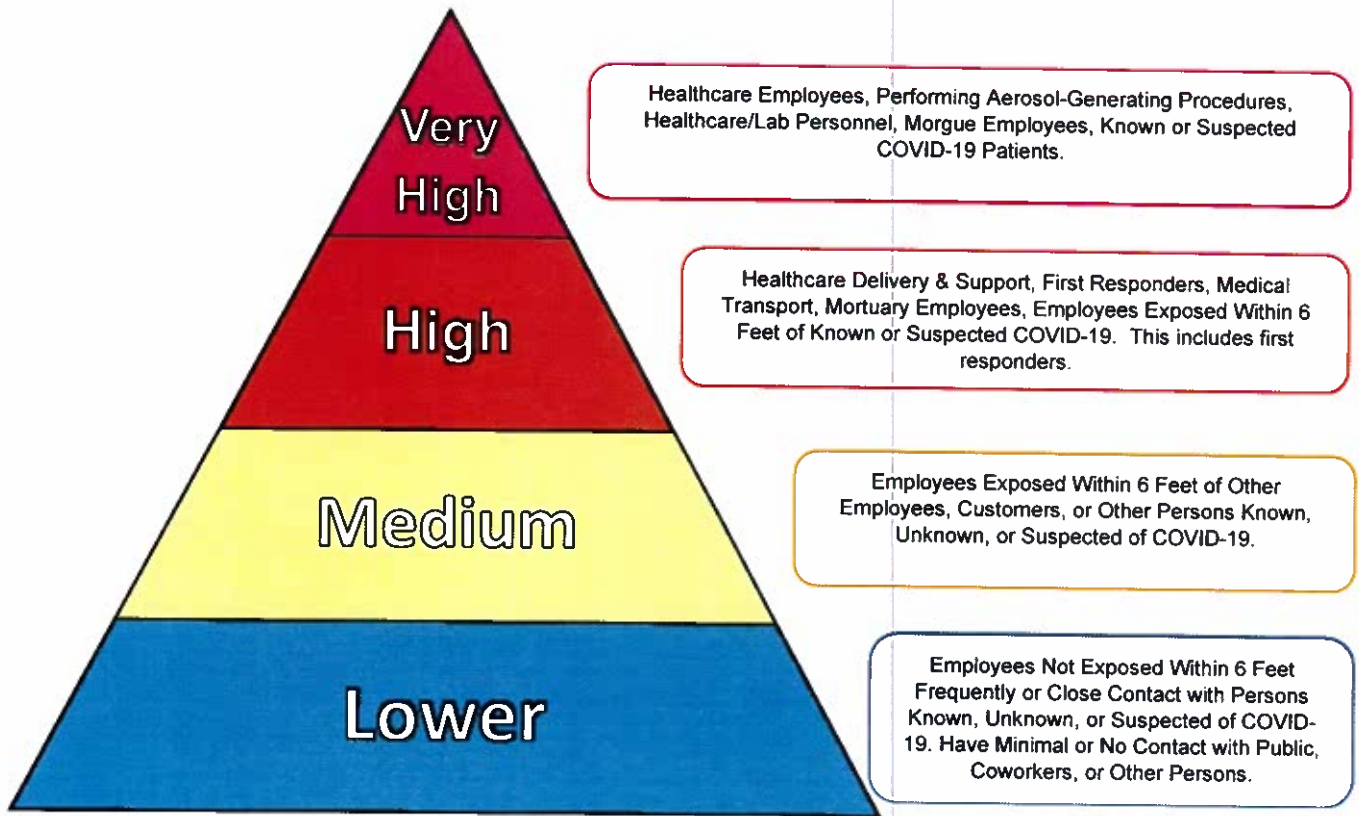 Very
High
Healthcare Employees, Performing Aerosol-Generating Procedures,
Healthcare/Lab Personnel, Morgue Employees, Known or Suspected
COVID-19 Patients.
High
Healthcare Delivery & Support, First Responders, Medical
Transport, Mortuary Employees, Employees Exposed Within 6
Feet of Known or Suspected COVID-19. This includes first
responders.
Medium
Employees Exposed Within 6 Feet of Other
Employees, Customers, or Other Persons Known,
Unknown, or Suspected of COVID-19.
Lower
Employees Not Exposed Within 6 Feet
Frequently or Close Contact with Persons
Known, Unknown, or Suspected of COVID-
19. Have Minimal or No Contact with Public,
Coworkers, or Other Persons.